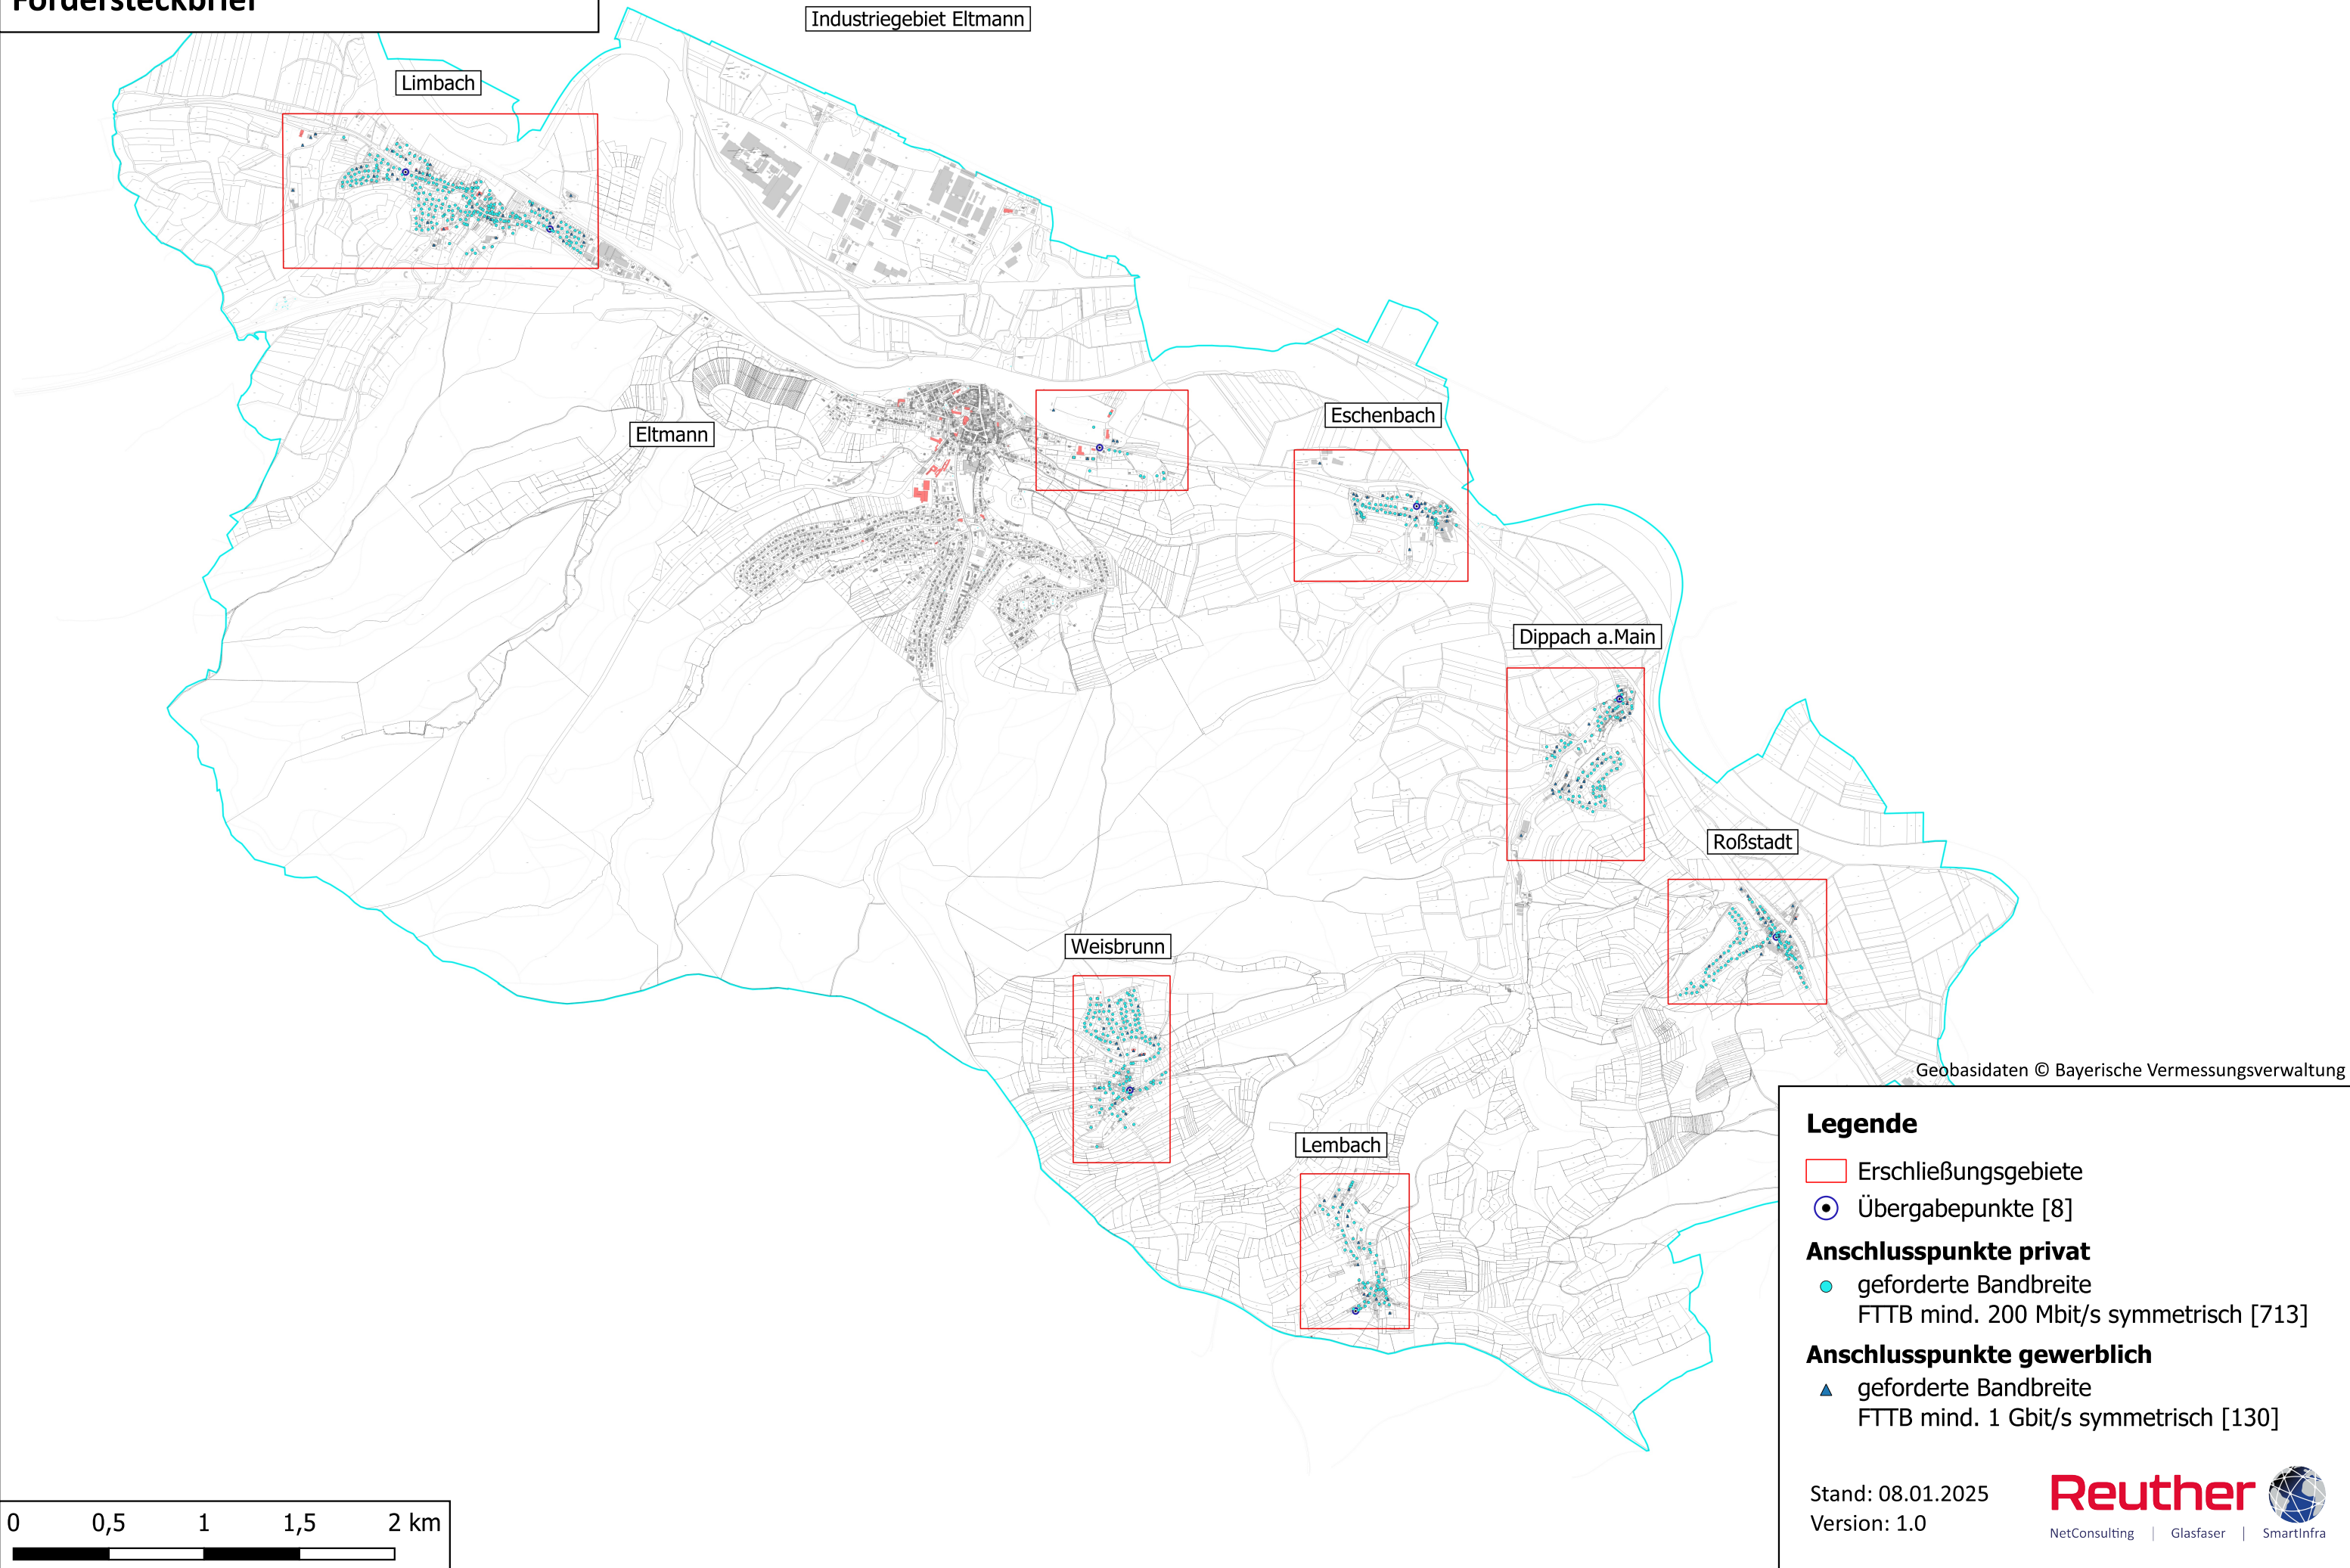 Fördersteckbrief
Industriegebiet Eltmann
Limbach
Eltmann
Eschenbach
Dippach a.Main
Roßstadt
Weisbrunn
Lembach
Geobasidaten © Bayerische Vermessungsverwaltung
Legende
Erschließungsgebiete
Übergabepunkte [8]
Anschlusspunkte privat
geforderte Bandbreite
FTTB mind. 200 Mbit/s symmetrisch [713]
Anschlusspunkte gewerblich
geforderte Bandbreite
FTTB mind. 1 Gbit/s symmetrisch [130]
Stand: 08.01.2025
Version: 1.0
Reuther
NetConsulting | Glasfaser | SmartInfra
0 0,5 1 1,5 2 km